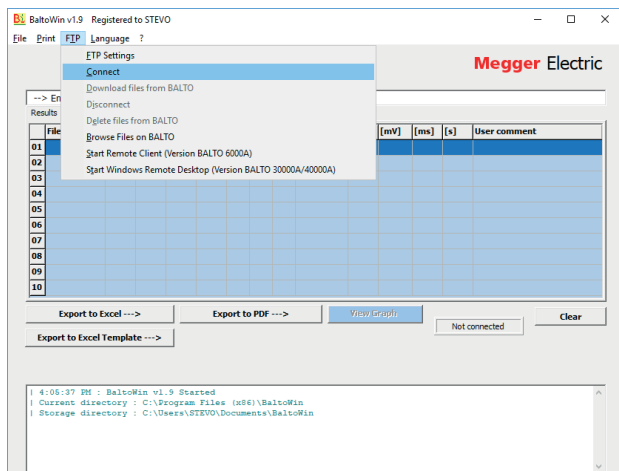 BaltoWin v1.9 Registered to STEVO
File Print FTP Language ?
FTP Settings
Connect
Download files from BALTO
Disconnect
Delete files from BALTO
Browse Files on BALTO
Start Remote Client (Version BALTO 6000A)
Start Windows Remote Desktop (Version BALTO 30000A/40000A)
Megger Electric
--> En
Results
File [mV] [ms] [s] User comment
01
02
03
04
05
06
07
08
09
10
Export to Excel ---> Export to PDF ---> View Graph Not connected Clear
Export to Excel Template --->
| 4:05:37 PM : BaltoWin v1.9 Started
| Current directory : C:\Program Files (x86)\BaltoWin
| Storage directory : C:\Users\STEVO\Documents\BaltoWin